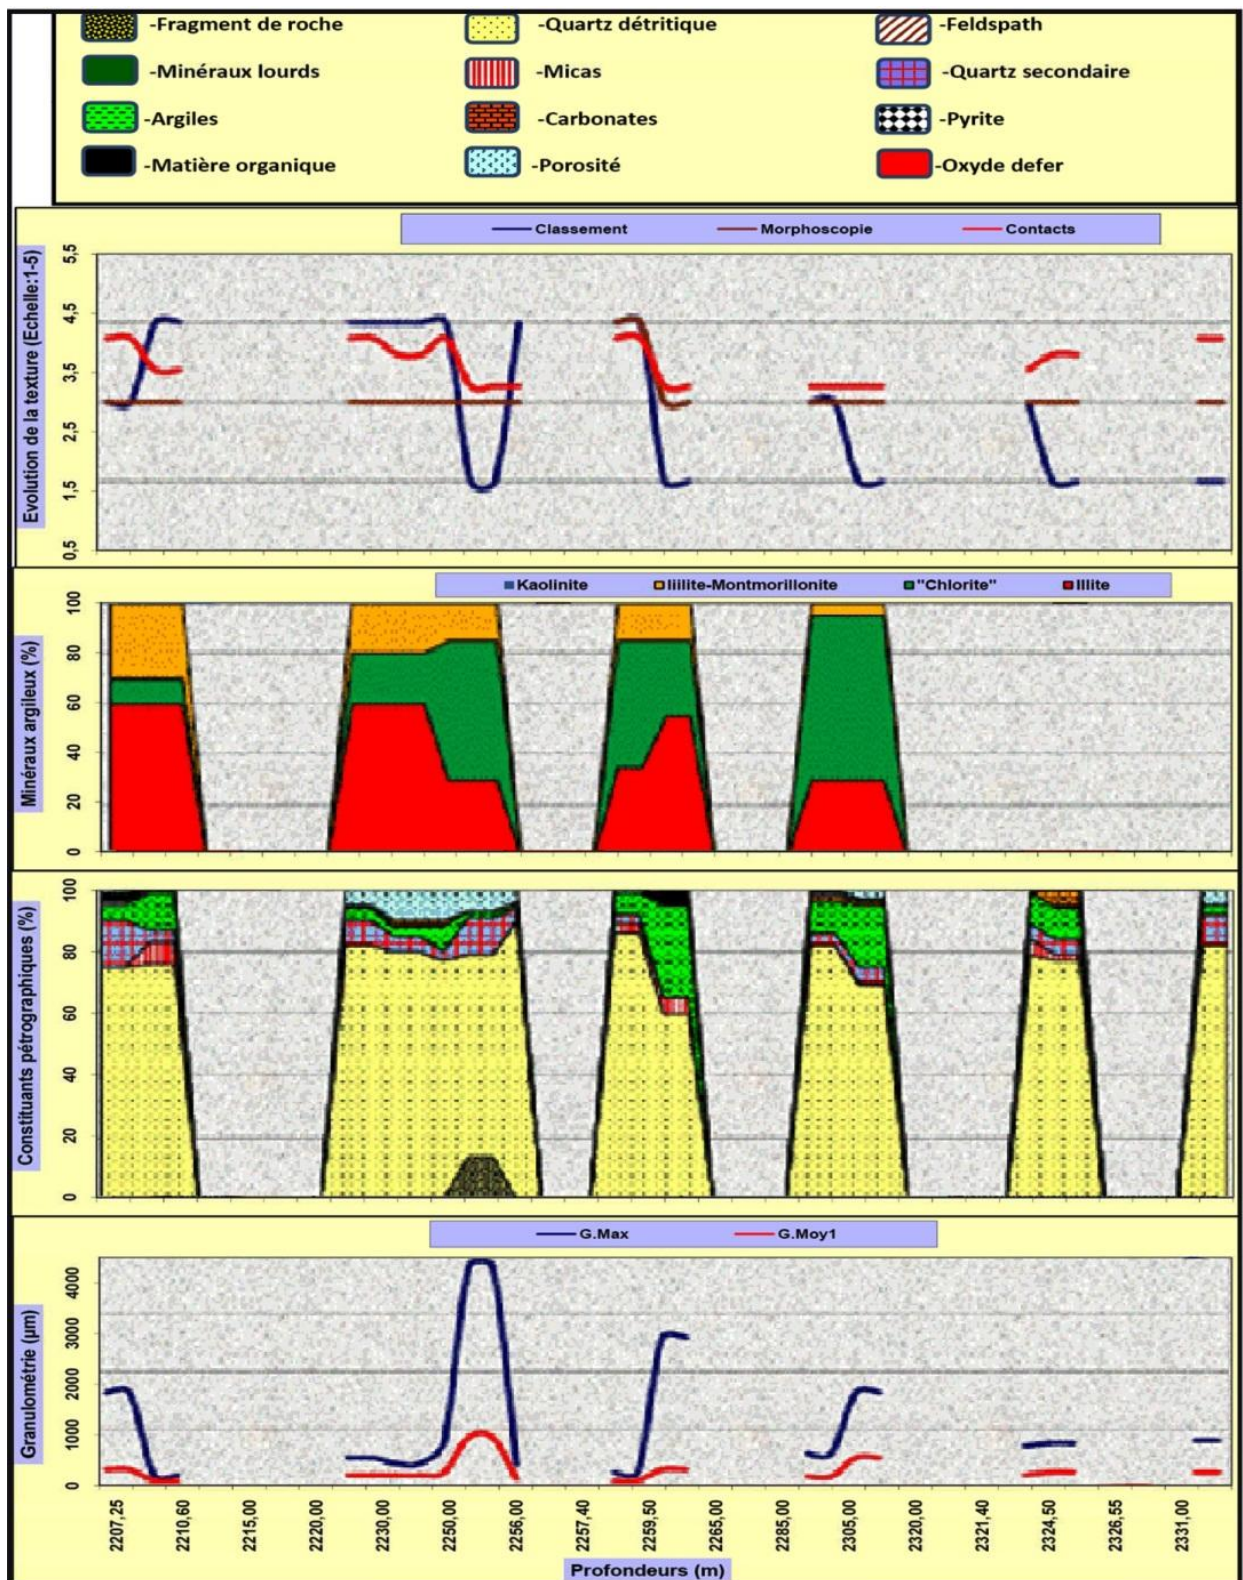 -Fragment de roche -Quartz détritique -Feldspath
-Minéraux lourds -Micas -Quartz secondaire
-Argiles -Carbonates -Pyrite
-Matière organique -Porosité -Oxyde defer
Evolution de la texture (Echelle:1-5)
Classement Morphoscopie Contacts
5,5
4,5
3,5
2,5
1,5
0,5
Minéraux argileux (%)
Kaolinite Iiilite-Montmorillonite "Chlorite" Illite
100
80
60
40
20
0
Constituants pétrographiques (%)
100
80
60
40
20
0
Granulométrie (µm)
G.Max G.Moy1
4000
3000
2000
1000
0
2207,25 2210,60 2215,00 2220,00 2230,00 2250,00 2256,00 2257,40 2259,50 2265,00 2285,00 2305,00 2320,00 2321,40 2324,50 2326,55 2331,00
Profondeurs (m)